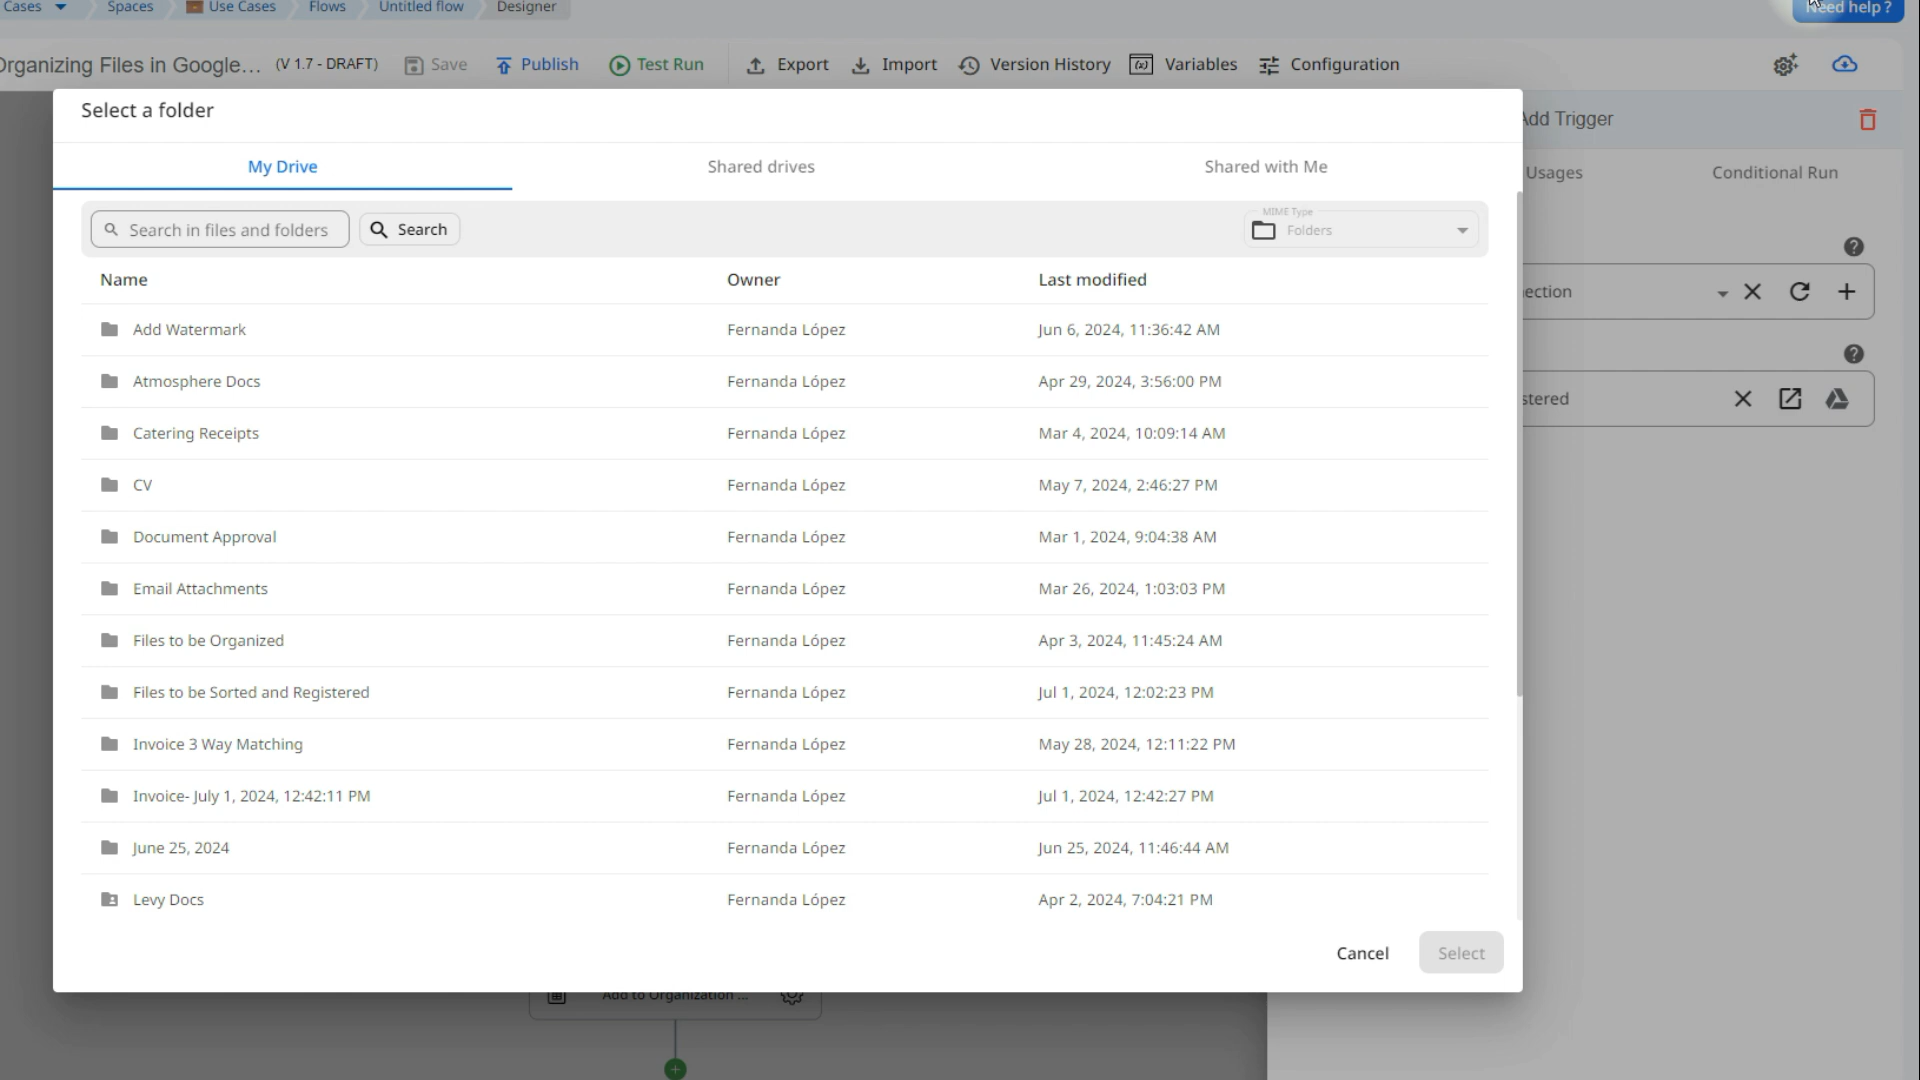 Cases Spaces Use Cases Flows Untitled flow Designer
Need help ?
Organizing Files in Google... (V 1.7 - DRAFT) Save Publish Test Run Export Import Version History Variables Configuration
Select a folder
Add Trigger
My Drive Shared drives Shared with Me
Usages Conditional Run
MIME Type
Search in files and folders Search Folders
Name Owner Last modified
ection
Add Watermark Fernanda López Jun 6, 2024, 11:36:42 AM
Atmosphere Docs Fernanda López Apr 29, 2024, 3:56:00 PM
stered
Catering Receipts Fernanda López Mar 4, 2024, 10:09:14 AM
CV Fernanda López May 7, 2024, 2:46:27 PM
Document Approval Fernanda López Mar 1, 2024, 9:04:38 AM
Email Attachments Fernanda López Mar 26, 2024, 1:03:03 PM
Files to be Organized Fernanda López Apr 3, 2024, 11:45:24 AM
Files to be Sorted and Registered Fernanda López Jul 1, 2024, 12:02:23 PM
Invoice 3 Way Matching Fernanda López May 28, 2024, 12:11:22 PM
Invoice- July 1, 2024, 12:42:11 PM Fernanda López Jul 1, 2024, 12:42:27 PM
June 25, 2024 Fernanda López Jun 25, 2024, 11:46:44 AM
Levy Docs Fernanda López Apr 2, 2024, 7:04:21 PM
Cancel Select
Add to Organization ...